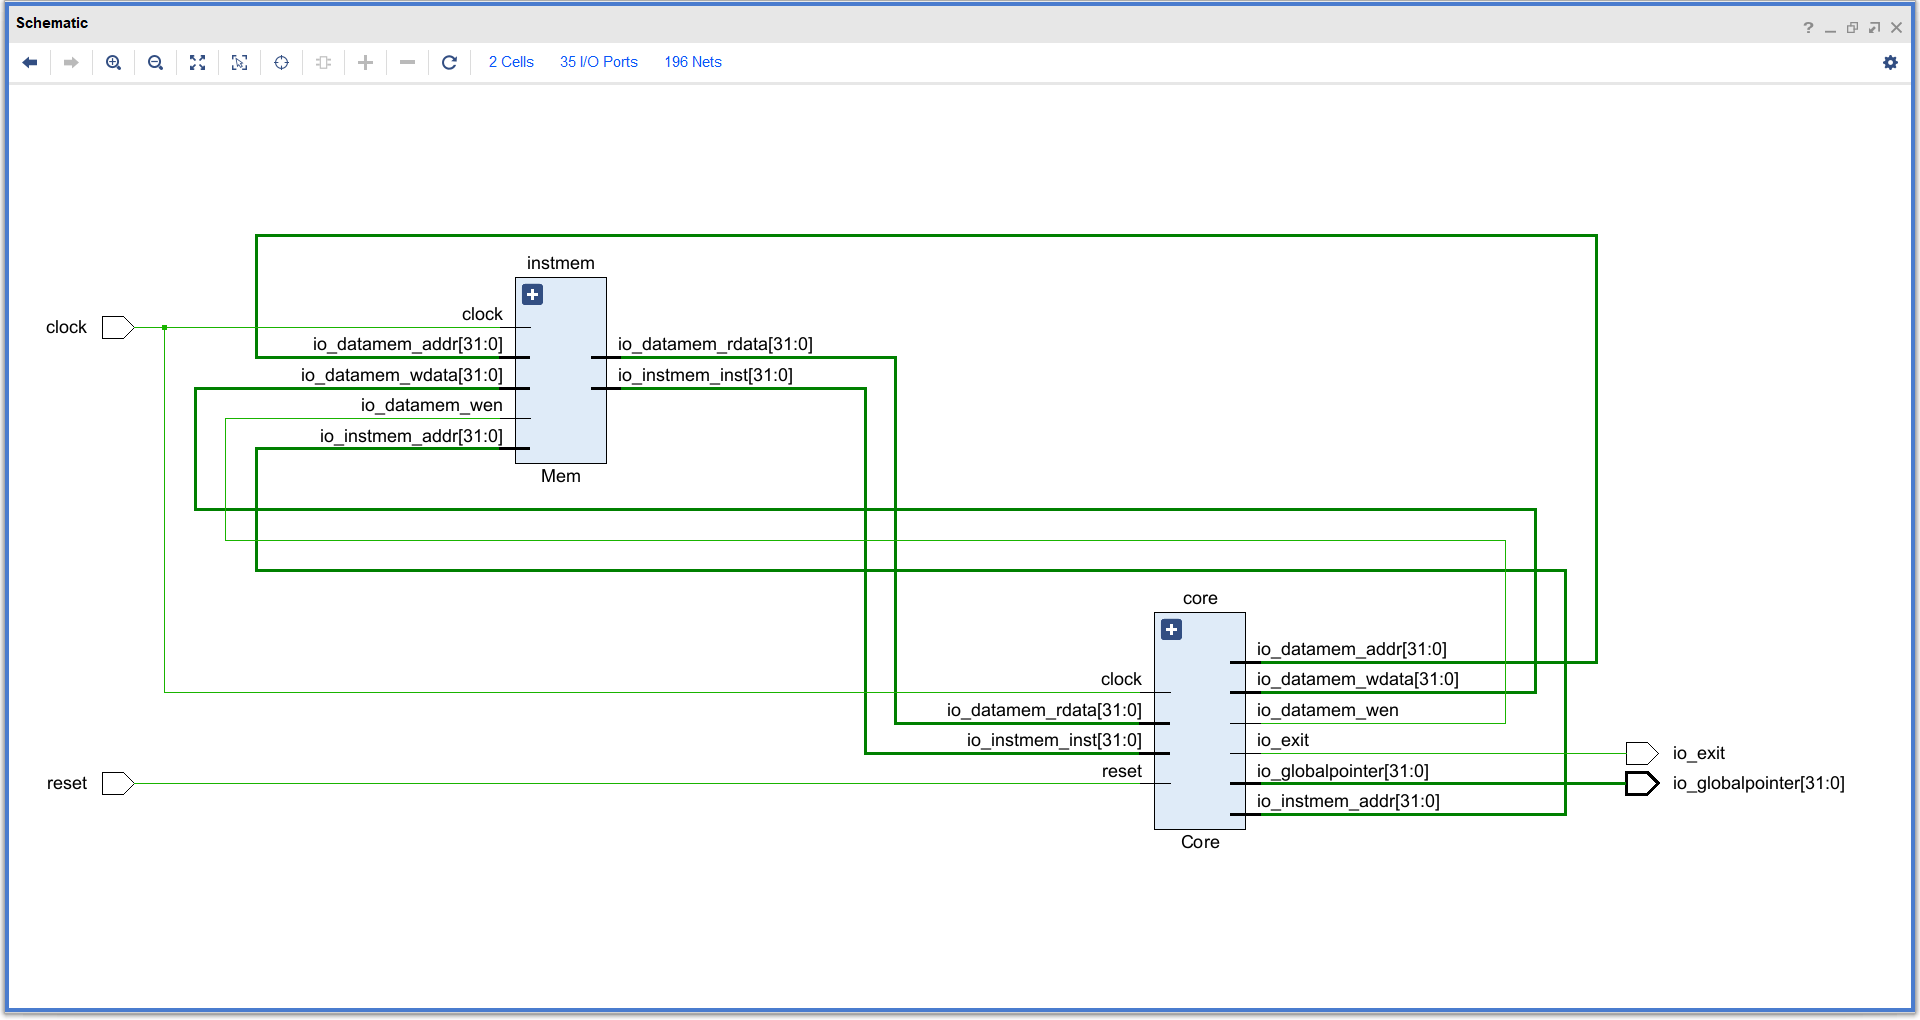 Schematic
2 Cells 35 I/O Ports 196 Nets
instmem
clock
clock
io_datamem_addr[31:0]
io_datamem_wdata[31:0]
io_datamem_wen
io_instmem_addr[31:0]
io_datamem_rdata[31:0]
io_instmem_inst[31:0]
Mem
core
clock
io_datamem_rdata[31:0]
io_instmem_inst[31:0]
reset
reset
io_datamem_addr[31:0]
io_datamem_wdata[31:0]
io_datamem_wen
io_exit
io_globalpointer[31:0]
io_instmem_addr[31:0]
Core
io_exit
io_globalpointer[31:0]